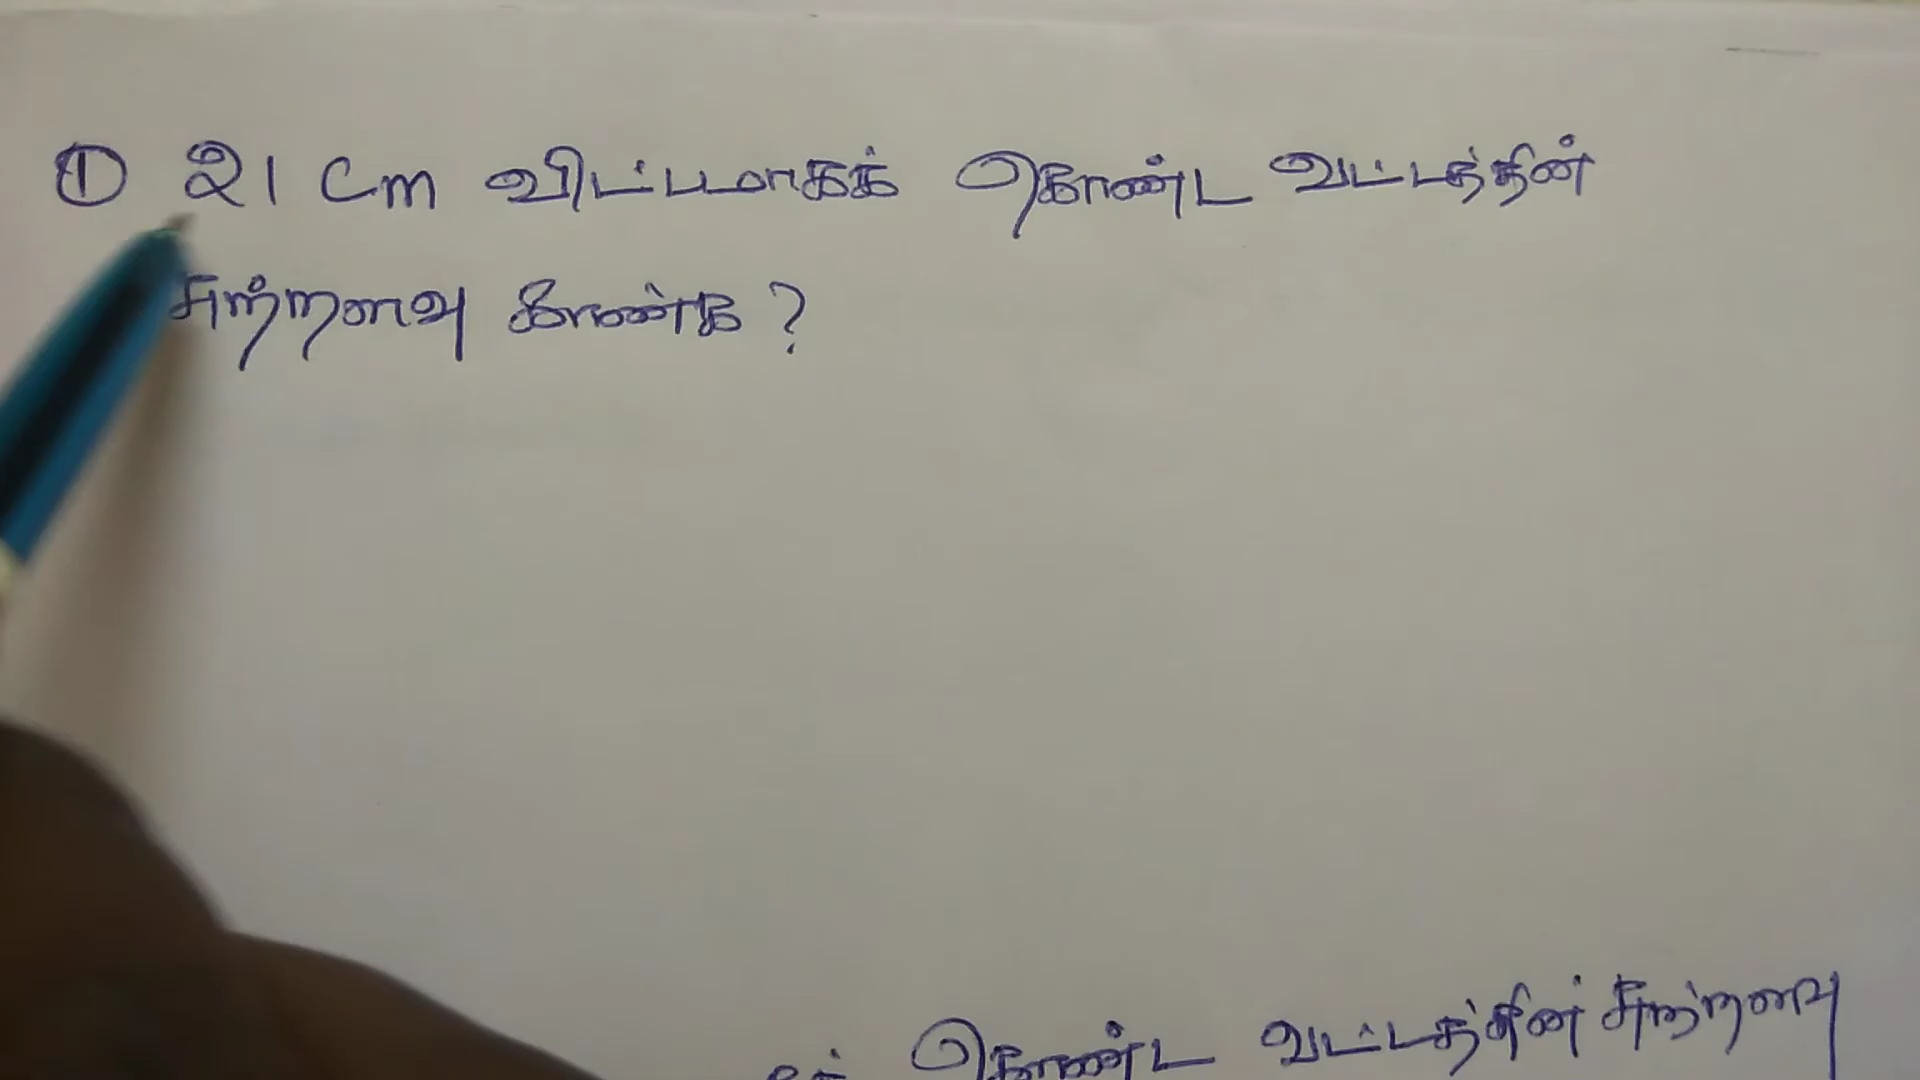 ① 21 cm விட்டமாகக் கொண்ட வட்டத்தின்
சுற்றளவு காண்க ?
கொண்ட வட்டத்தின் சுற்றளவு